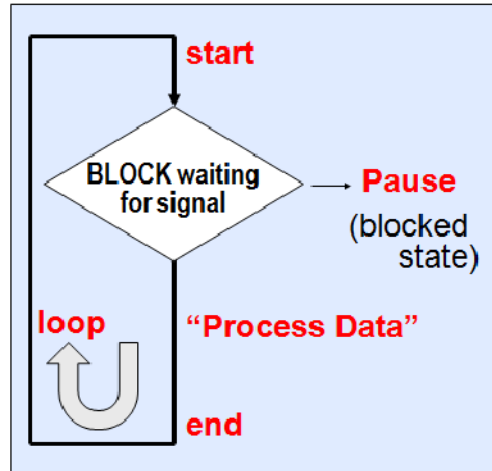 start
BLOCK waiting
for signal
Pause
(blocked
state)
loop
“Process Data”
end